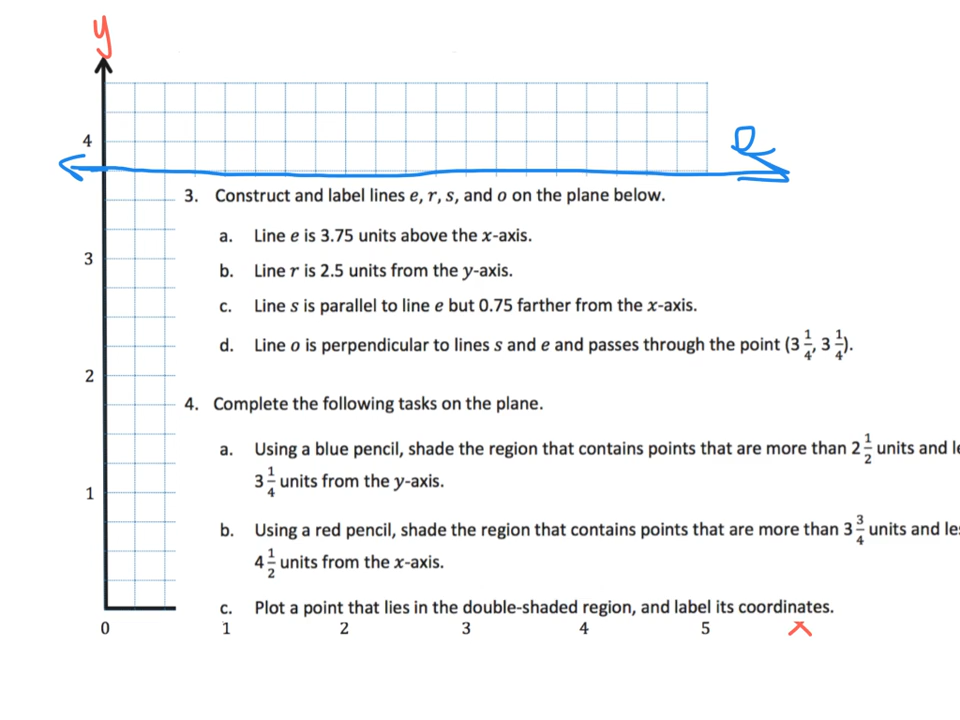 y
4
3. Construct and label lines e, r, s, and o on the plane below.
a. Line e is 3.75 units above the x-axis.
3
b. Line r is 2.5 units from the y-axis.
c. Line s is parallel to line e but 0.75 farther from the x-axis.
d. Line o is perpendicular to lines s and e and passes through the point (3 1/4, 3 1/4).
2
4. Complete the following tasks on the plane.
a. Using a blue pencil, shade the region that contains points that are more than 2 1/2 units and le
3 1/4 units from the y-axis.
1
b. Using a red pencil, shade the region that contains points that are more than 3 3/4 units and le
4 1/2 units from the x-axis.
c. Plot a point that lies in the double-shaded region, and label its coordinates.
0 1 2 3 4 5